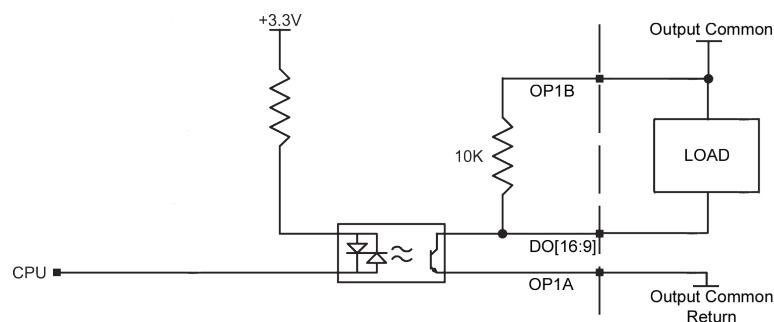 +3.3V
Output Common
OP1B
10K
LOAD
DO[16:9]
CPU
OP1A
Output Common
Return